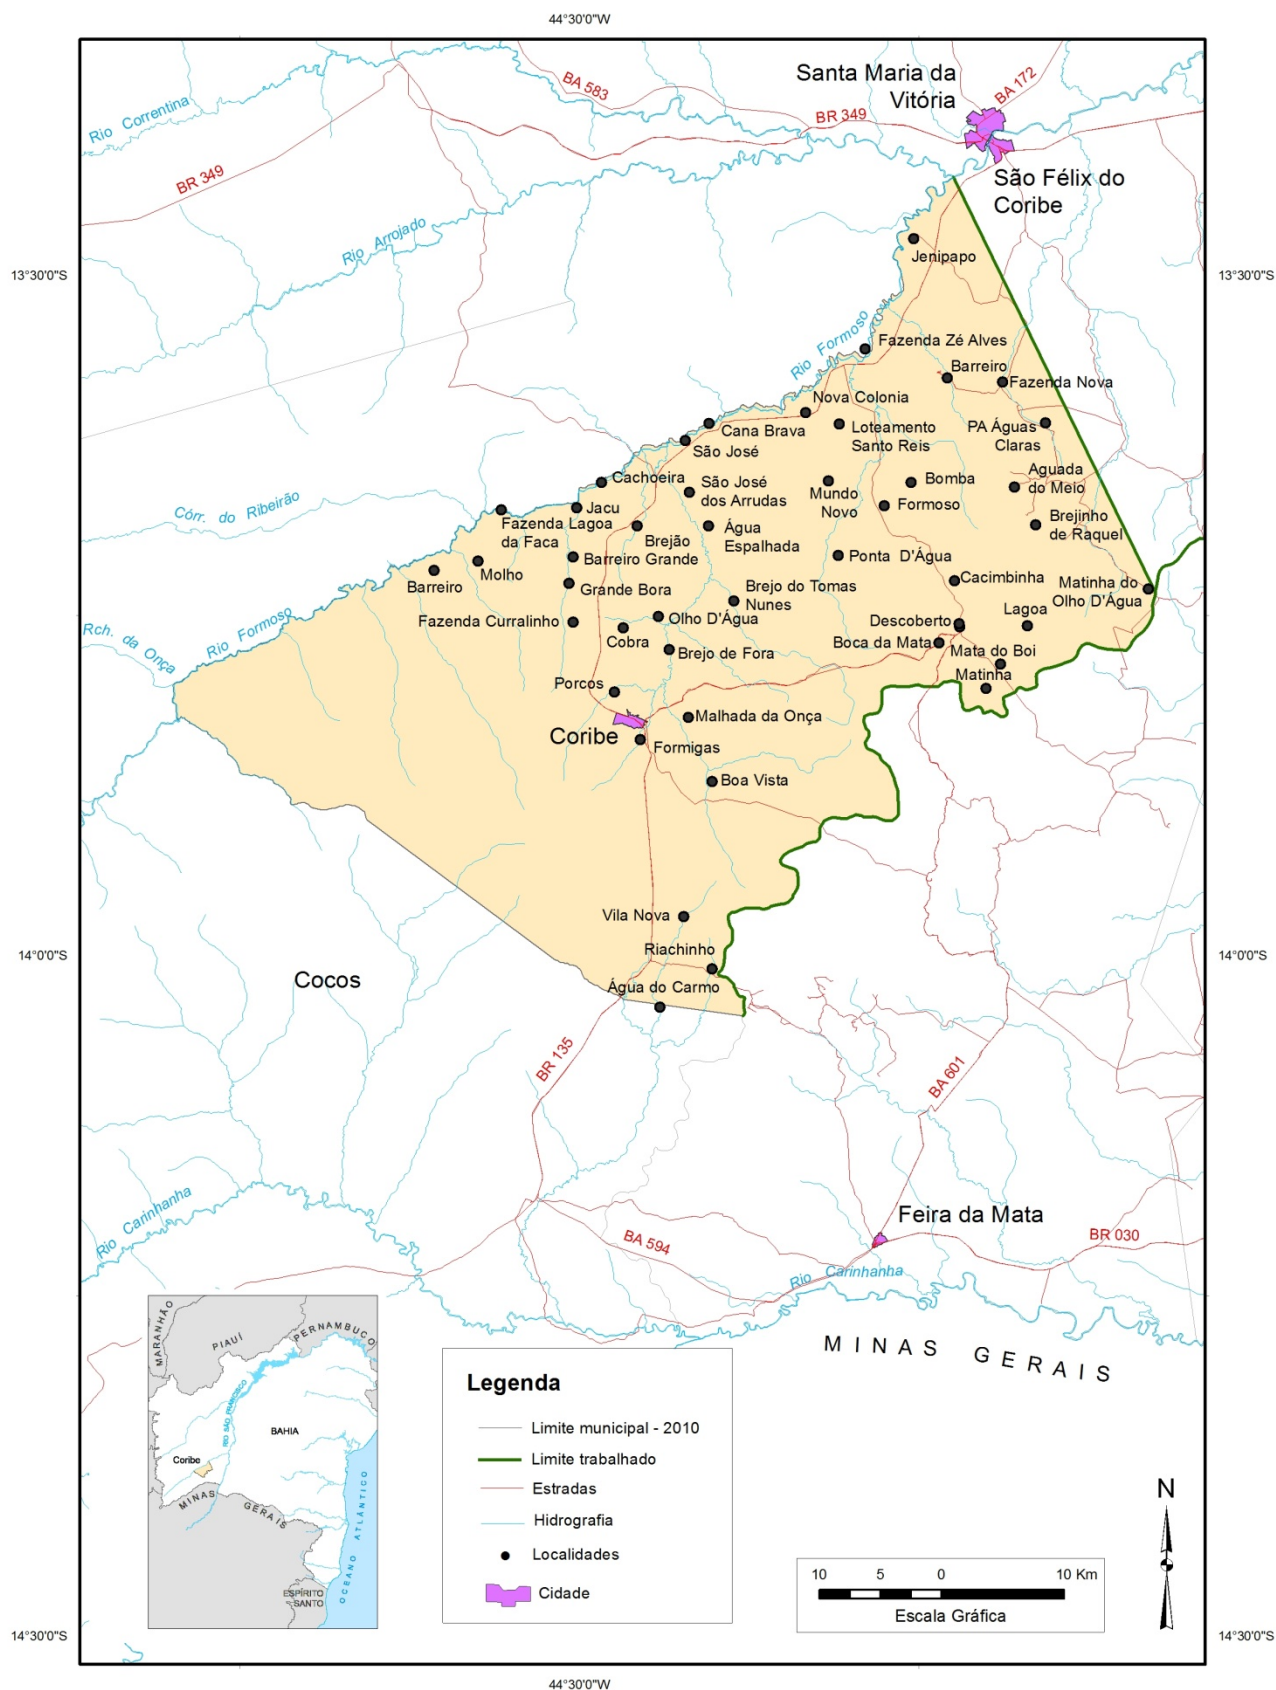 44°30'0"W
Santa Maria da
Vitória
BA 172
BA 583
BR 349
Rio Correntina
BR 349
São Félix do
Coribe
Rio Arrojado
Jenipapo
13°30'0"S
13°30'0"S
Rio Formoso
Fazenda Zé Alves
Barreiro
Fazenda Nova
Nova Colonia
Cana Brava
Loteamento
Santo Reis
PA Águas
Claras
São José
Cachoeira
São José
dos Arrudas
Mundo
Novo
Bomba
Aguada
do Meio
Córr. do Ribeirão
Jacu
Formoso
Fazenda Lagoa
da Faca
Brejão
Água
Espalhada
Brejinho
de Raquel
Barreiro Grande
Ponta D'Água
Molho
Barreiro
Grande Bora
Brejo do Tomas
Nunes
Cacimbinha
Matinha do
Olho D'Água
Rio Formoso
Rch. da Onça
Fazenda Curralinho
Olho D'Água
Descoberto
Lagoa
Cobra
Boca da Mata
Brejo de Fora
Mata do Boi
Matinha
Porcos
Malhada da Onça
Coribe
Formigas
Boa Vista
Vila Nova
Riachinho
14°0'0"S
14°0'0"S
Cocos
Água do Carmo
BR 135
BA 601
Rio Carinhanha
Feira da Mata
BA 594
BR 030
Rio Carinhanha
MINAS GERAIS
MARANHÃO
PIAUÍ
PERNAMBUCO
RIO SÃO FRANCISCO
BAHIA
Coribe
MINAS GERAIS
OCEANO ATLÂNTICO
ESPÍRITO
SANTO
Legenda
Limite municipal - 2010
Limite trabalhado
Estradas
Hidrografia
Localidades
Cidade
N
10 5 0 10 Km
Escala Gráfica
14°30'0"S
14°30'0"S
44°30'0"W